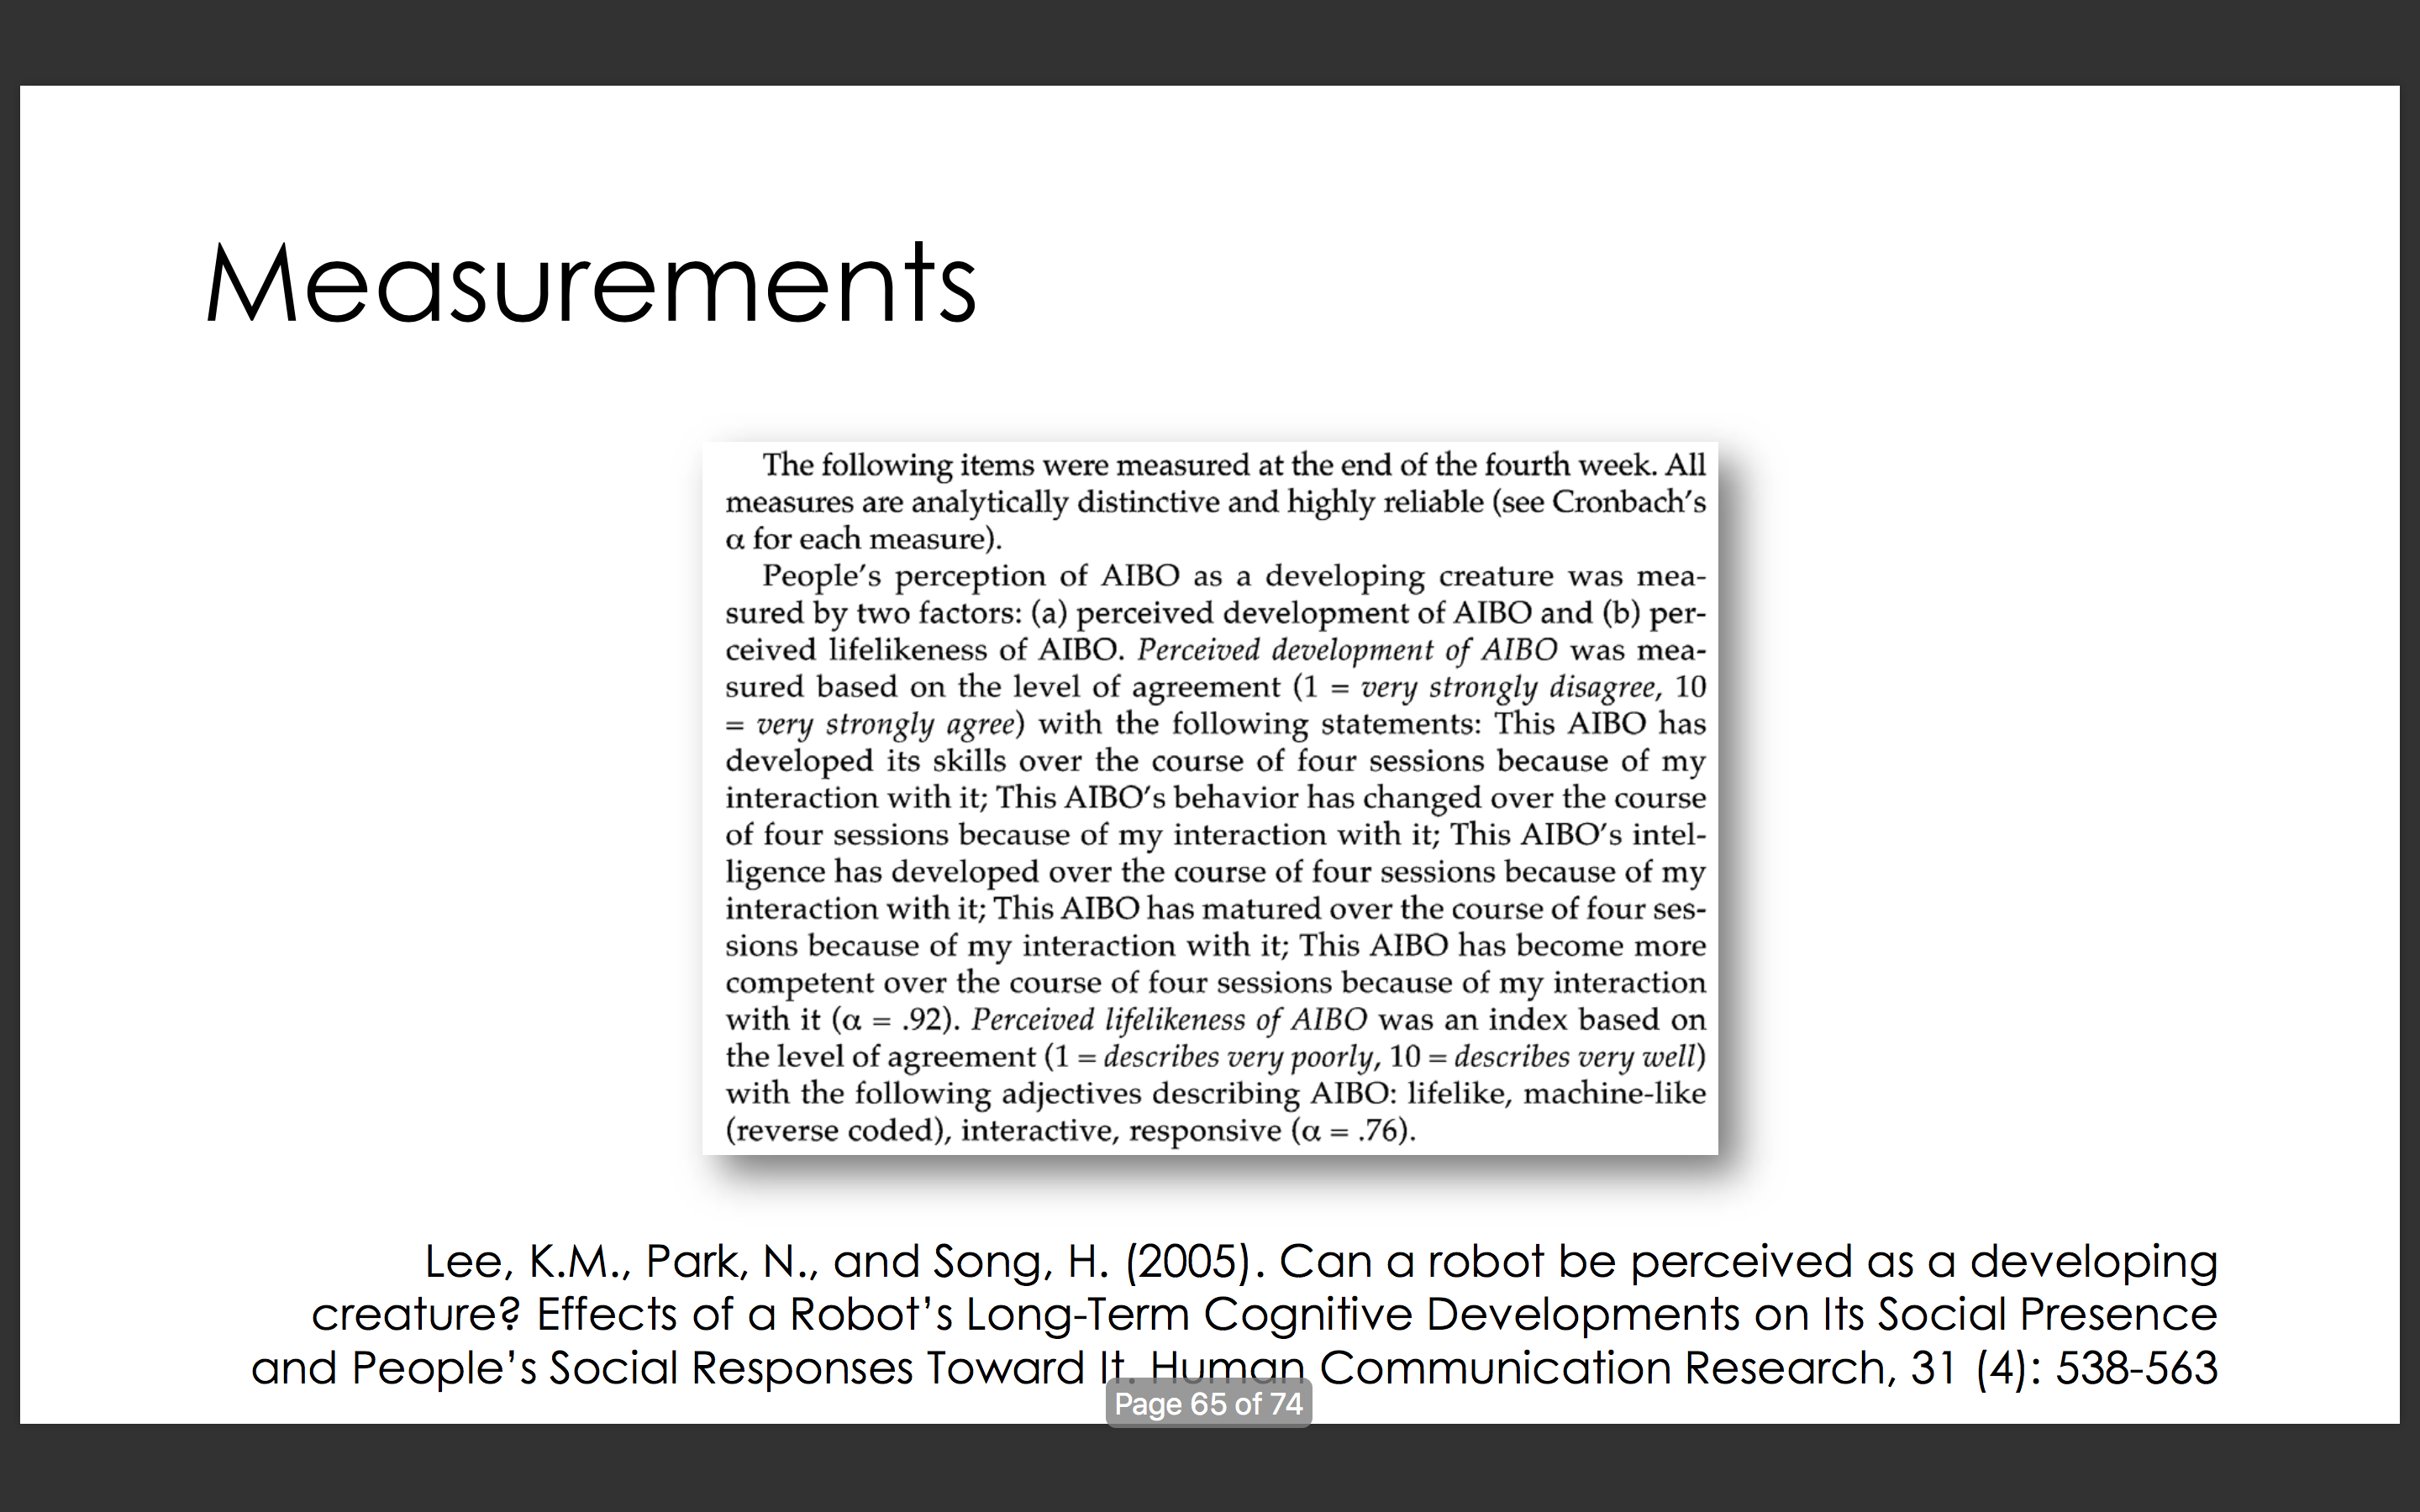 Measurements
The following items were measured at the end of the fourth week. All
measures are analytically distinctive and highly reliable (see Cronbach's
α for each measure).
People's perception of AIBO as a developing creature was mea-
sured by two factors: (a) perceived development of AIBO and (b) per-
ceived lifelikeness of AIBO. Perceived development of AIBO was mea-
sured based on the level of agreement (1 = very strongly disagree, 10
= very strongly agree) with the following statements: This AIBO has
developed its skills over the course of four sessions because of my
interaction with it; This AIBO's behavior has changed over the course
of four sessions because of my interaction with it; This AIBO's intel-
ligence has developed over the course of four sessions because of my
interaction with it; This AIBO has matured over the course of four ses-
sions because of my interaction with it; This AIBO has become more
competent over the course of four sessions because of my interaction
with it (α = .92). Perceived lifelikeness of AIBO was an index based on
the level of agreement (1 = describes very poorly, 10 = describes very well)
with the following adjectives describing AIBO: lifelike, machine-like
(reverse coded), interactive, responsive (α = .76).
Lee, K.M., Park, N., and Song, H. (2005). Can a robot be perceived as a developing
creature? Effects of a Robot's Long-Term Cognitive Developments on Its Social Presence
and People's Social Responses Toward It. Human Communication Research, 31 (4): 538-563
Page 65 of 74